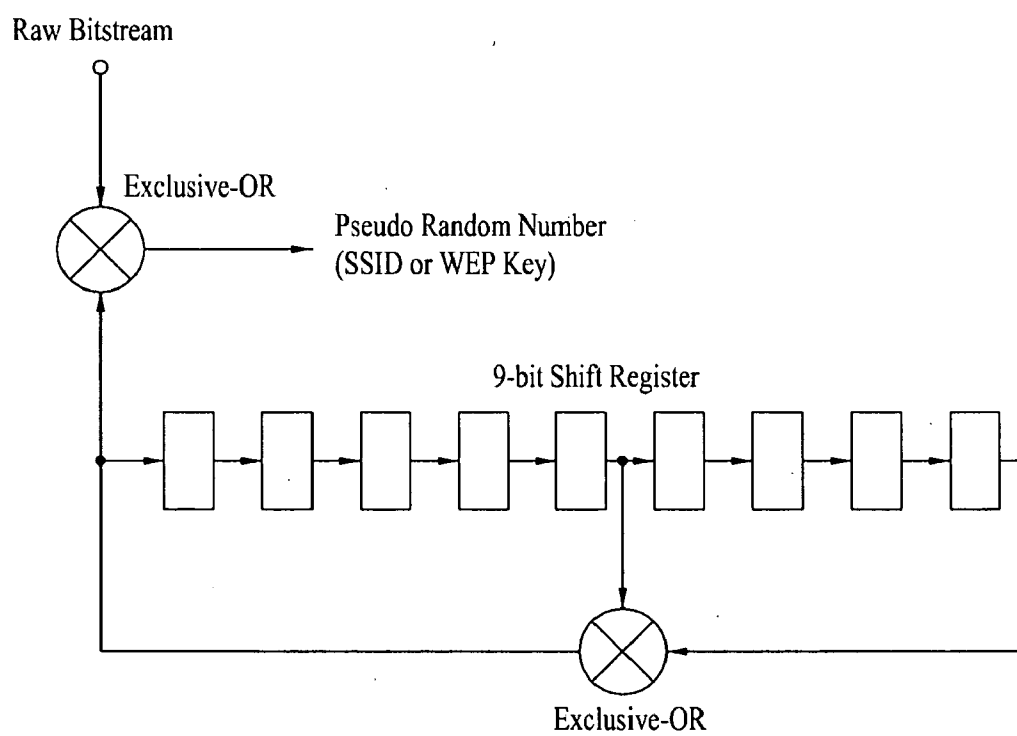 Raw Bitstream
Exclusive-OR
Pseudo Random Number
(SSID or WEP Key)
9-bit Shift Register
Exclusive-OR